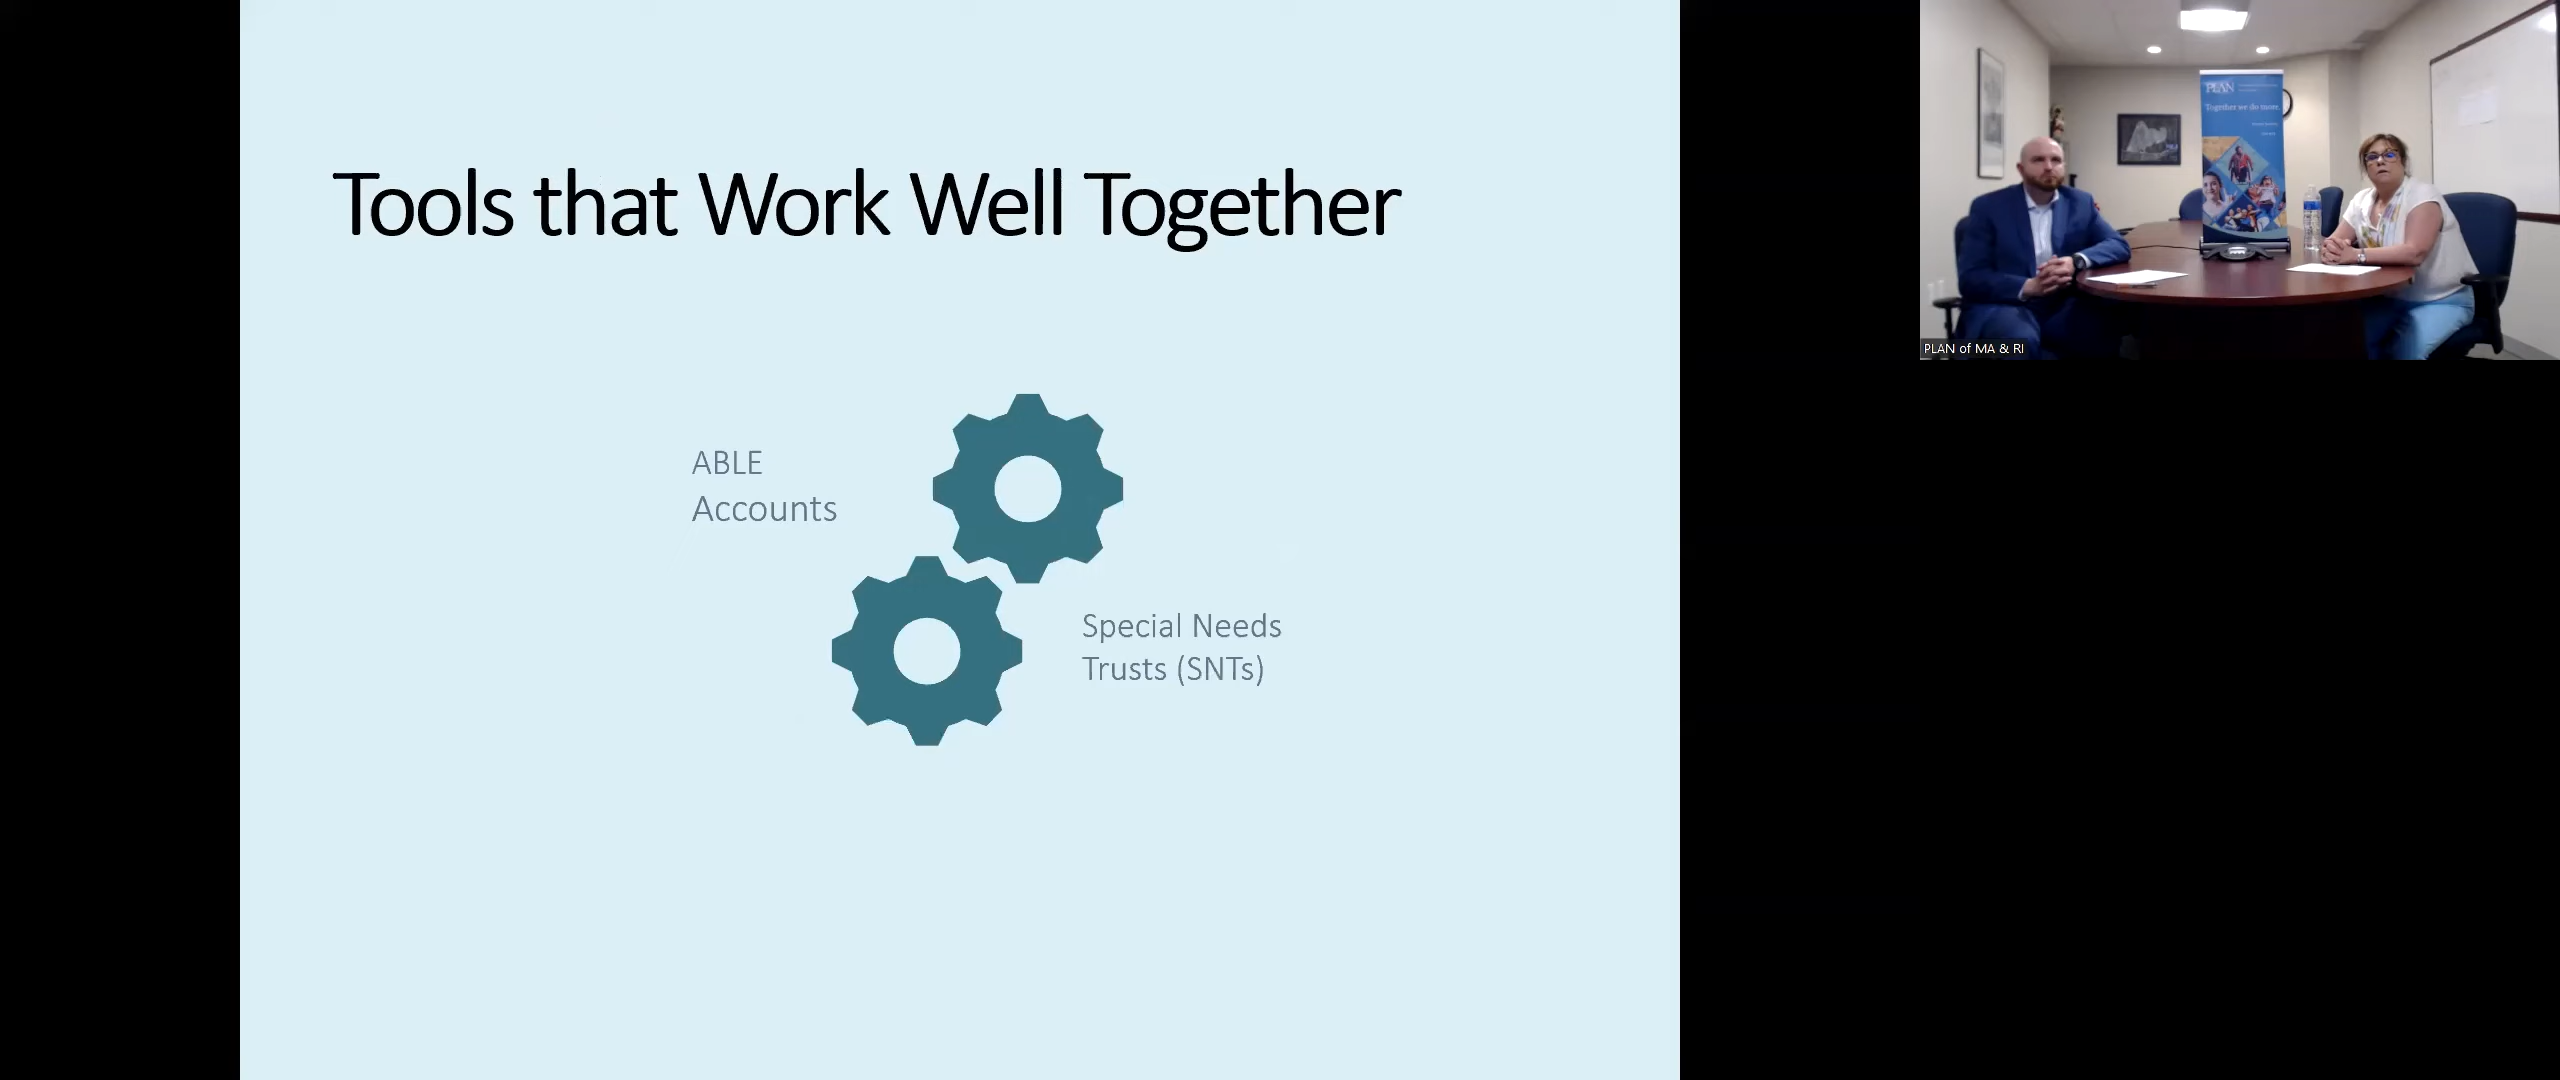 Tools that Work Well Together
ABLE
Accounts
Special Needs
Trusts (SNTs)
PLAN
Together we do more.
PLAN of MA & RI